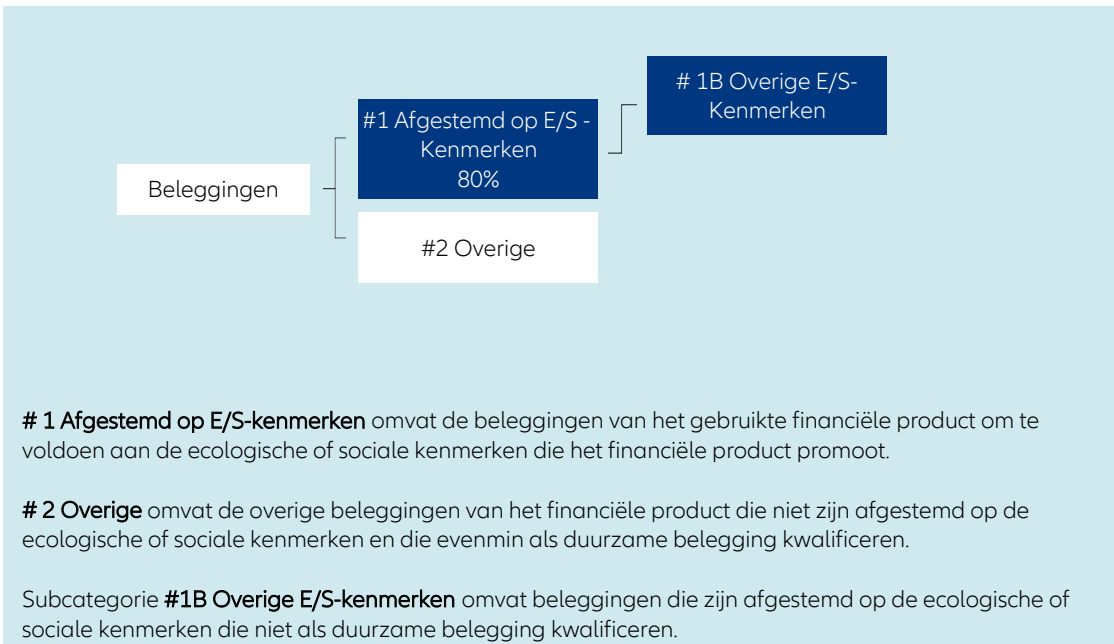 # 1B Overige E/S-
Kenmerken
#1 Afgestemd op E/S -
Kenmerken
80%
Beleggingen
#2 Overige
# 1 Afgestemd op E/S-kenmerken omvat de beleggingen van het gebruikte financiële product om te
voldoen aan de ecologische of sociale kenmerken die het financiële product promoot.
# 2 Overige omvat de overige beleggingen van het financiële product die niet zijn afgestemd op de
ecologische of sociale kenmerken en die evenmin als duurzame belegging kwalificeren.
Subcategorie #1B Overige E/S-kenmerken omvat beleggingen die zijn afgestemd op de ecologische of
sociale kenmerken die niet als duurzame belegging kwalificeren.